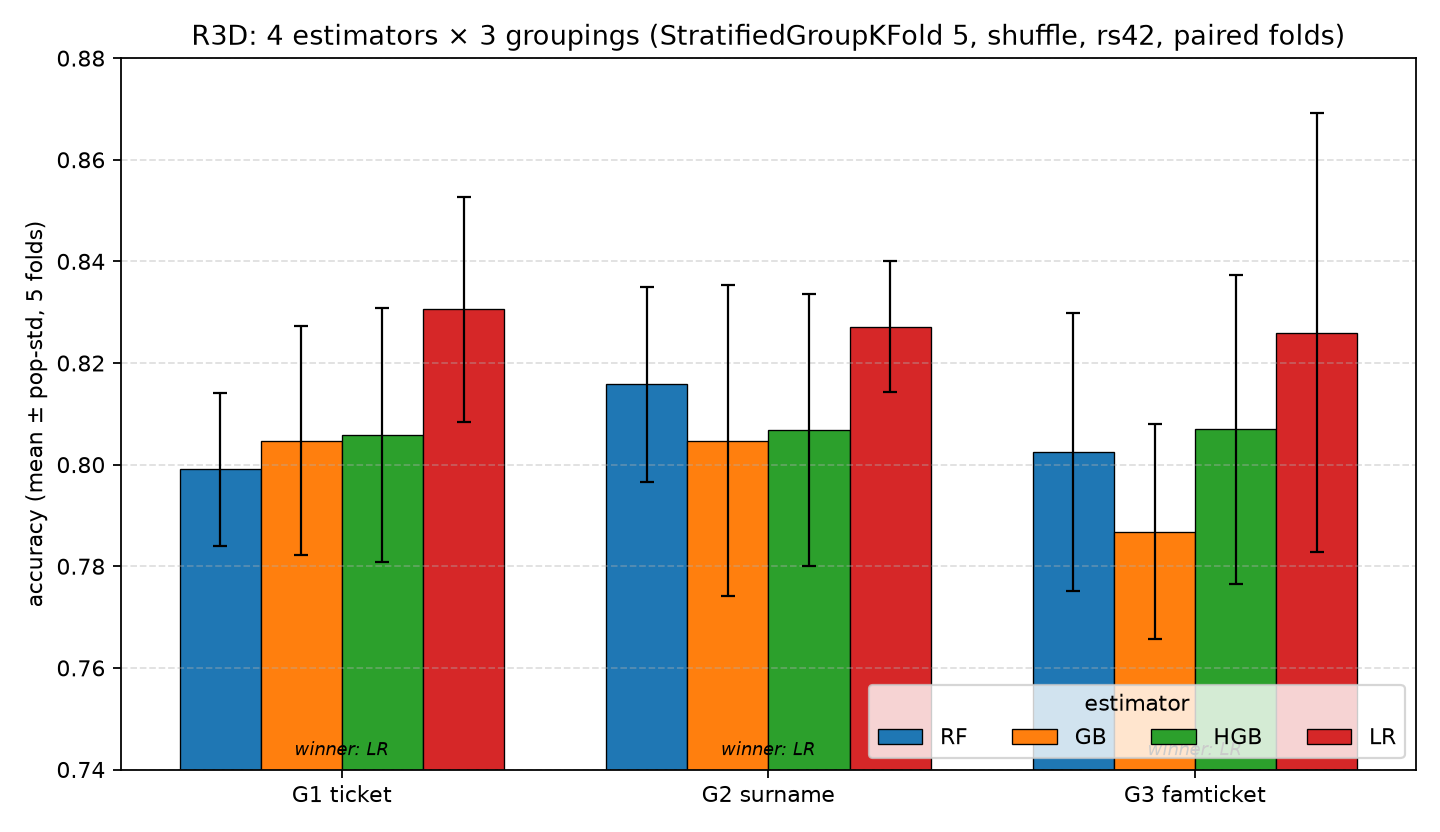 R3D: 4 estimators × 3 groupings (StratifiedGroupKFold 5, shuffle, rs42, paired folds)
accuracy (mean ± pop-std, 5 folds)
0.88
0.86
0.84
0.82
0.80
0.78
0.76
0.74
winner: LR
winner: LR
winner: LR
estimator
RF
GB
HGB
LR
G1 ticket
G2 surname
G3 famticket